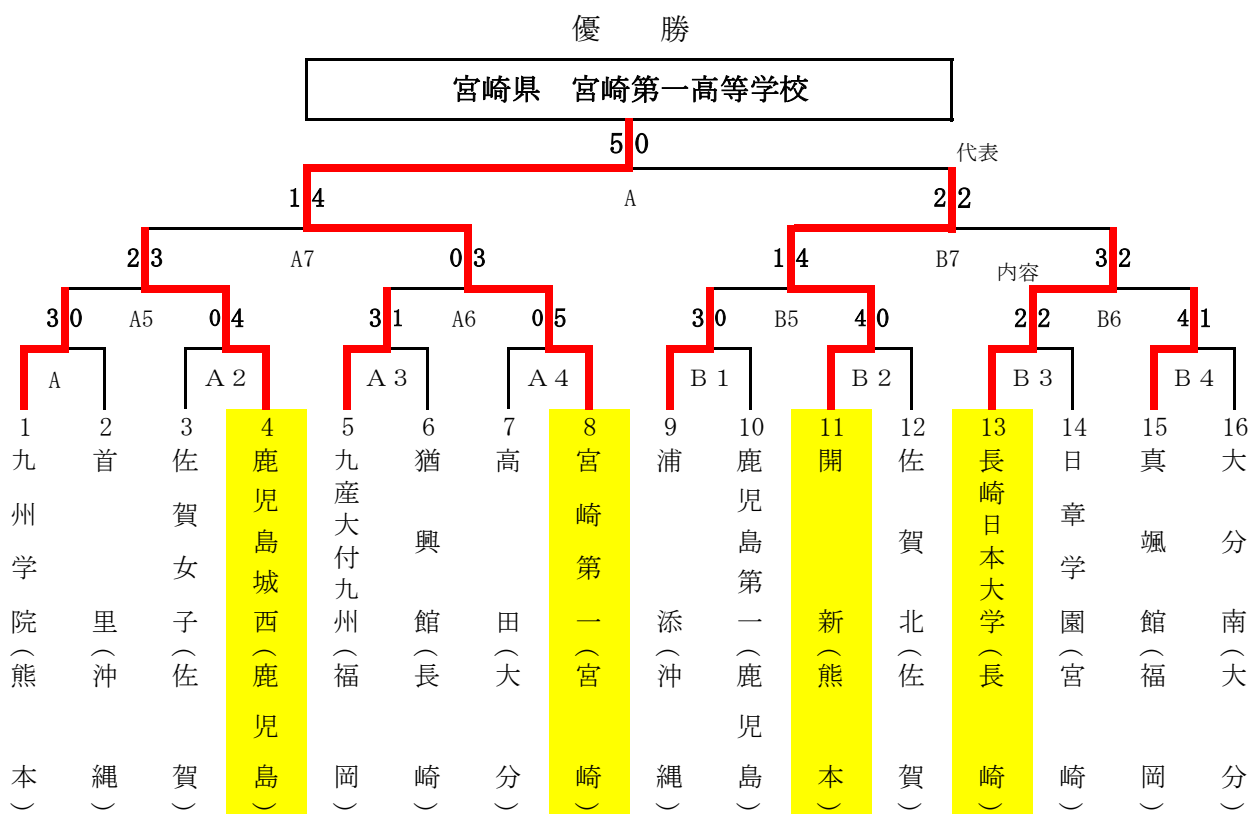 優　勝
宮崎県　宮崎第一高等学校
5 0
代表
1 4 A 2 2
2 3 A7 0 3 1 4 B7 内容 3 2
3 0 A5 0 4 3 1 A6 0 5 3 0 B5 4 0 2 2 B6 4 1
A A２ A３ A４ B１ B２ B３ B４
1 2 3 4 5 6 7 8 9 10 11 12 13 14 15 16
九州学院（熊本）
首里（沖縄）
佐賀女子（佐賀）
鹿児島城西（鹿児島）
九産大付九州（福岡）
猶興館（長崎）
高田（大分）
宮崎第一（宮崎）
浦添（沖縄）
鹿児島第一（鹿児島）
開新（熊本）
佐賀北（佐賀）
長崎日本大学（長崎）
日章学園（宮崎）
真颯館（福岡）
大分南（大分）